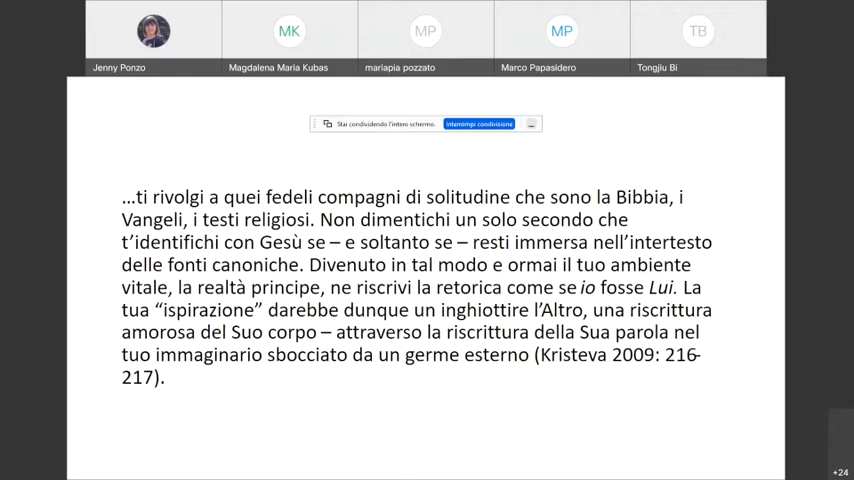 MK
MP
MP
TB
Jenny Ponzo
Magdalena Maria Kubas
mariapia pozzato
Marco Papasidero
Tongjiu Bi
Stai condividendo l'intero schermo.
Interrompi condivisione
…ti rivolgi a quei fedeli compagni di solitudine che sono la Bibbia, i
Vangeli, i testi religiosi. Non dimentichi un solo secondo che
t’identifichi con Gesù se – e soltanto se – resti immersa nell’intertesto
delle fonti canoniche. Divenuto in tal modo e ormai il tuo ambiente
vitale, la realtà principe, ne riscrivi la retorica come se io fosse Lui. La
tua “ispirazione” darebbe dunque un inghiottire l’Altro, una riscrittura
amorosa del Suo corpo – attraverso la riscrittura della Sua parola nel
tuo immaginario sbocciato da un germe esterno (Kristeva 2009: 216-
217).
+24